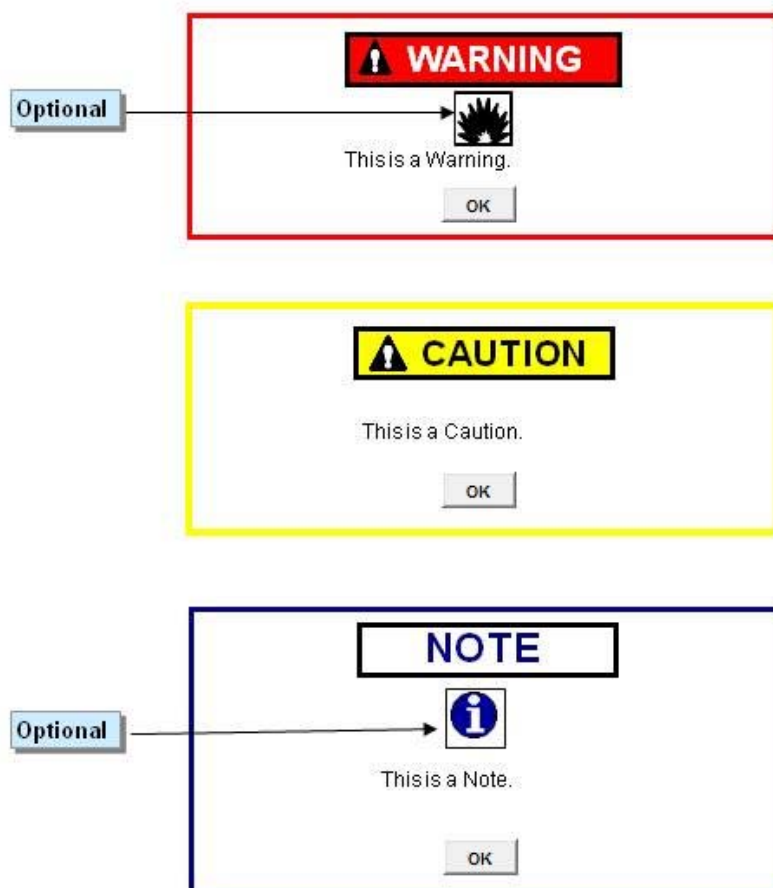 WARNING
Optional
This is a Warning.
OK
CAUTION
This is a Caution.
OK
NOTE
Optional
This is a Note.
OK